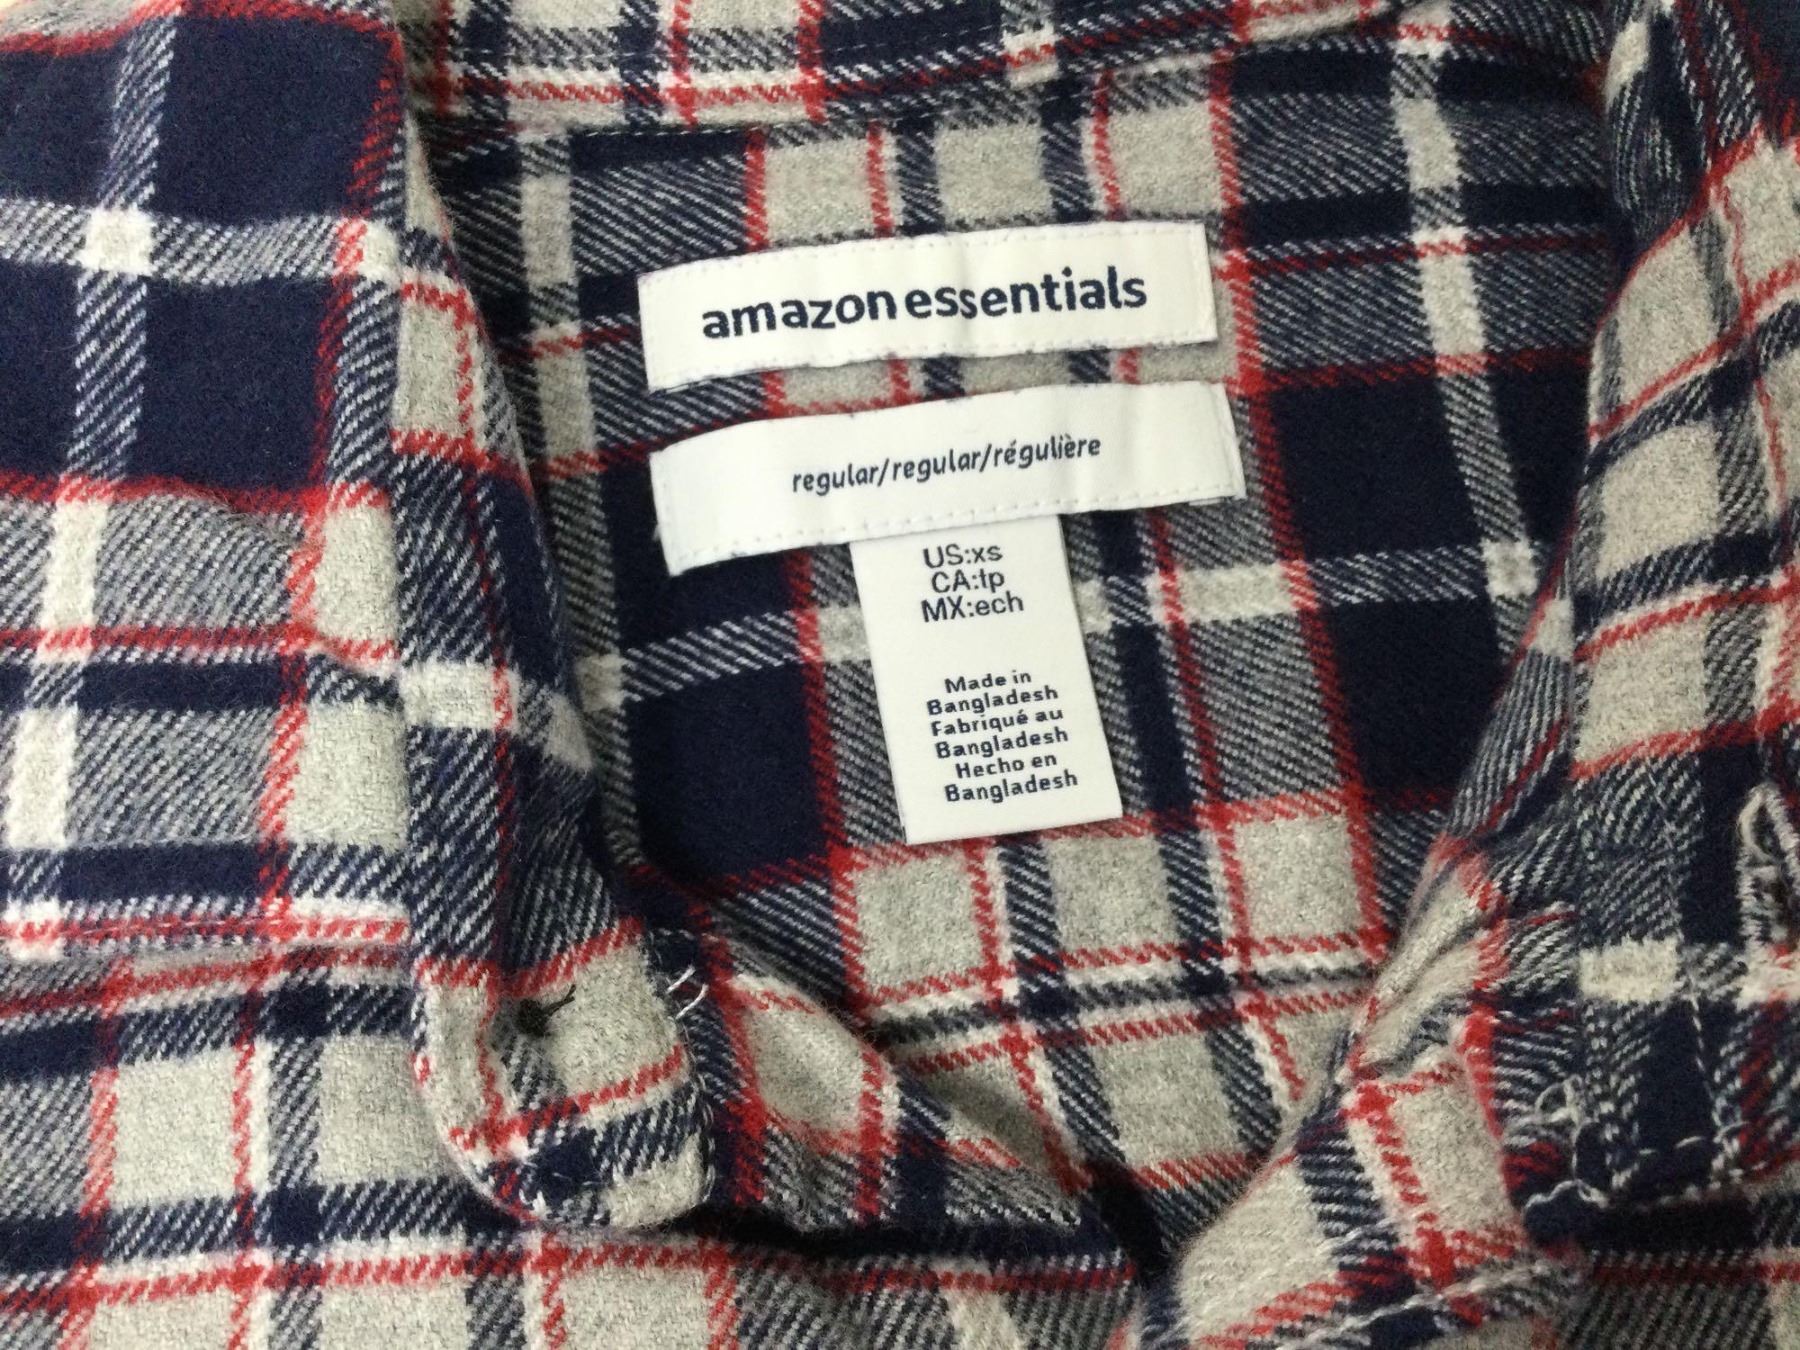 amazon essentials
regular/regular/régulière
US:xs
CA:tp
MX:ech
Made in
Bangladesh
Fabriqué au
Bangladesh
Hecho en
Bangladesh